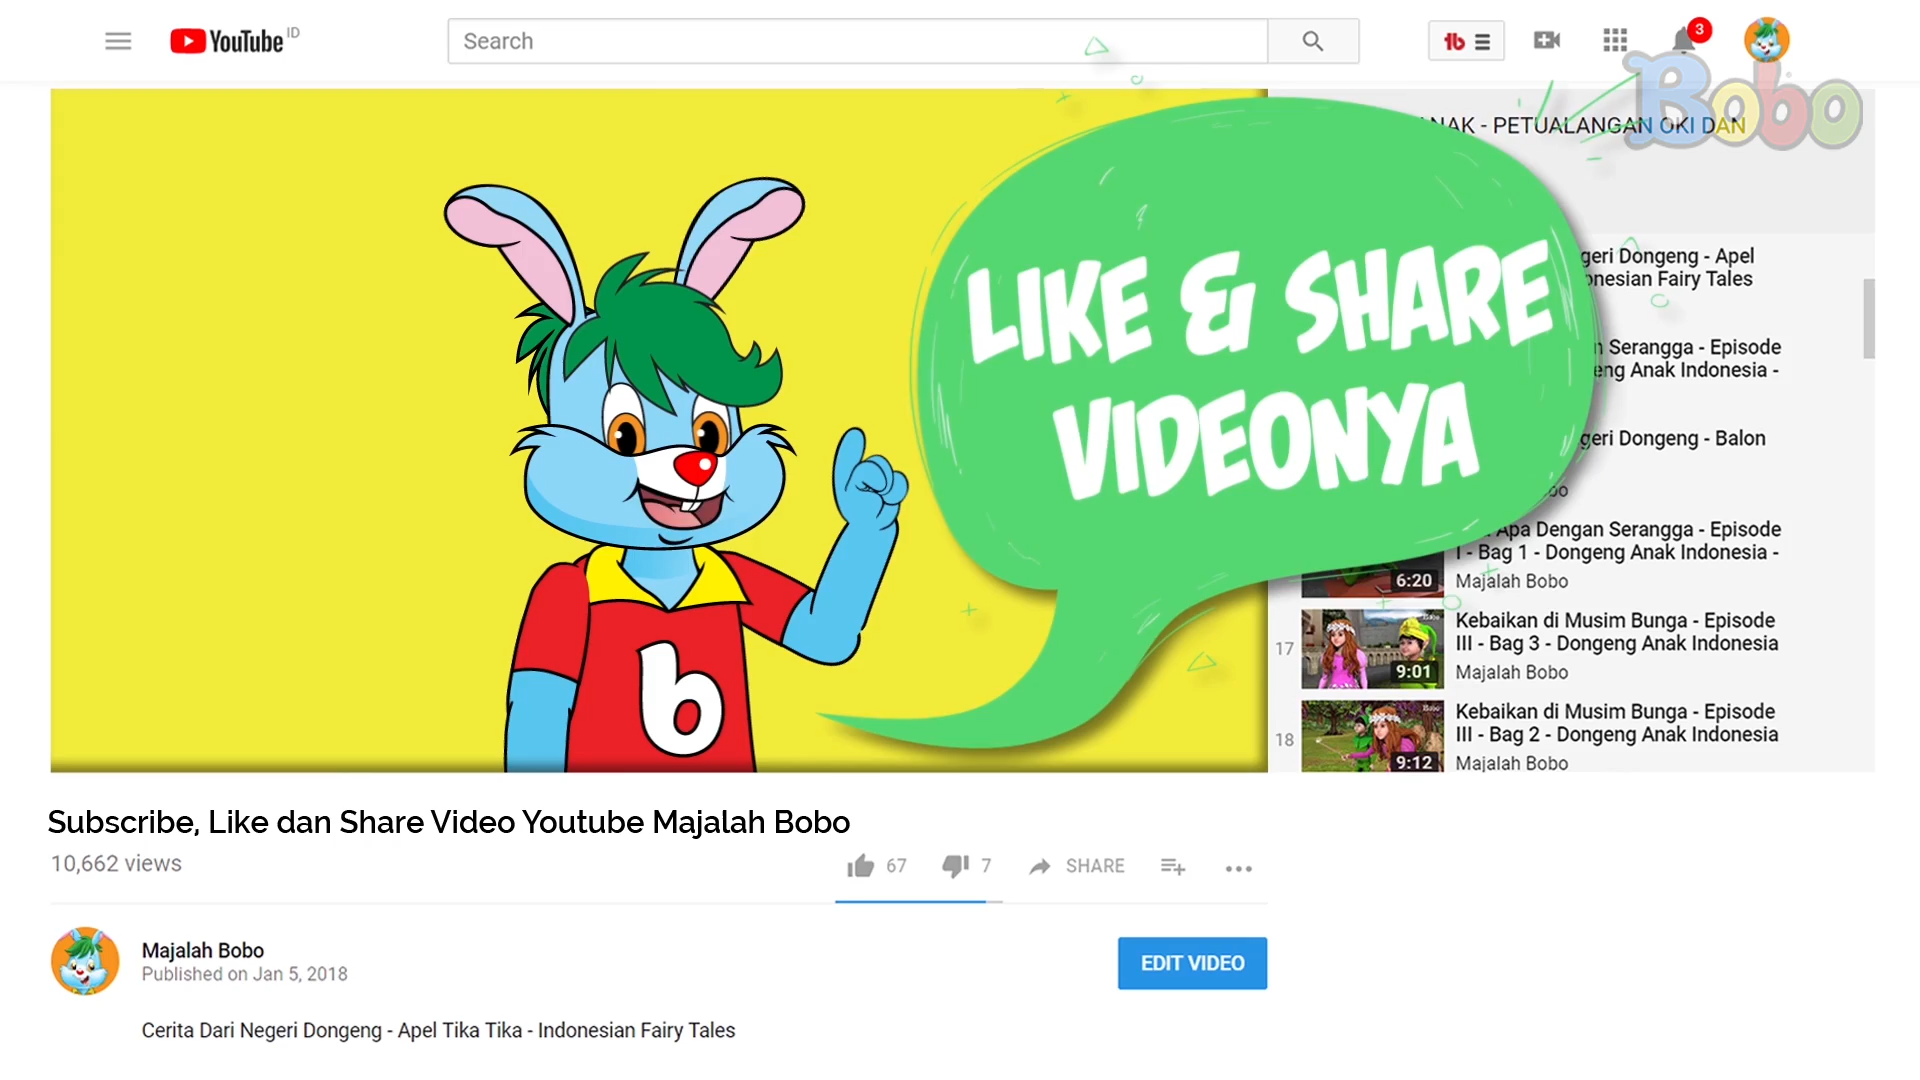 YouTube ID
Search
3
Bobo
NAK - PETUALANGAN OKI DAN
LIKE & SHARE
VIDEONYA
geri Dongeng - Apel
onesian Fairy Tales
n Serangga - Episode
eng Anak Indonesia -
geri Dongeng - Balon
bo
Apa Dengan Serangga - Episode
I - Bag 1 - Dongeng Anak Indonesia -
6:20
Majalah Bobo
17
Kebaikan di Musim Bunga - Episode
III - Bag 3 - Dongeng Anak Indonesia
9:01
Majalah Bobo
18
Kebaikan di Musim Bunga - Episode
III - Bag 2 - Dongeng Anak Indonesia
9:12
Majalah Bobo
b
Subscribe, Like dan Share Video Youtube Majalah Bobo
10,662 views
67
7
SHARE
Majalah Bobo
Published on Jan 5, 2018
EDIT VIDEO
Cerita Dari Negeri Dongeng - Apel Tika Tika - Indonesian Fairy Tales